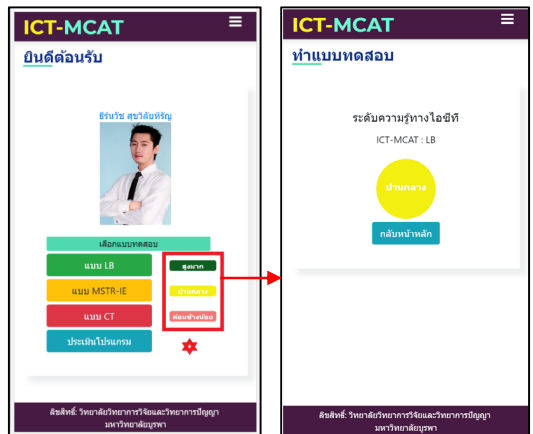 ICT-MCAT
ยินดีต้อนรับ
ธีร์นวัช สุขวิลัยหิรัญ
เลือกแบบทดสอบ
แบบ LB
สูงมาก
แบบ MSTR-IE
ปานกลาง
แบบ CT
ค่อนข้างน้อย
ประเมินโปรแกรม
ลิขสิทธิ์: วิทยาลัยวิทยาการวิจัยและวิทยาการปัญญา
มหาวิทยาลัยบูรพา
ICT-MCAT
ทำแบบทดสอบ
ระดับความรู้ทางไอซีที
ICT-MCAT : LB
ปานกลาง
กลับหน้าหลัก
ลิขสิทธิ์: วิทยาลัยวิทยาการวิจัยและวิทยาการปัญญา
มหาวิทยาลัยบูรพา